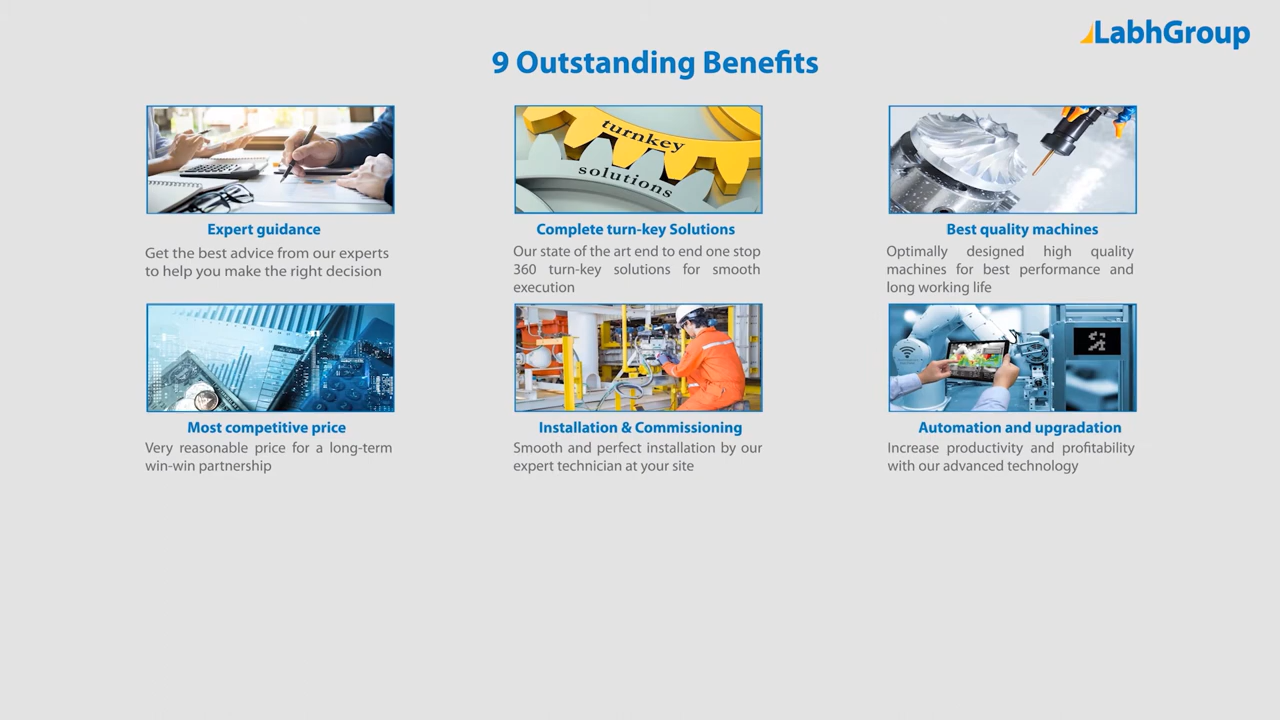 LabhGroup
9 Outstanding Benefits
turnkey
solutions
Expert guidance
Get the best advice from our experts
to help you make the right decision
Complete turn-key Solutions
Our state of the art end to end one stop
360 turn-key solutions for smooth
execution
Best quality machines
Optimally designed high quality
machines for best performance and
long working life
Most competitive price
Very reasonable price for a long-term
win-win partnership
Installation & Commissioning
Smooth and perfect installation by our
expert technician at your site
Automation and upgradation
Increase productivity and profitability
with our advanced technology